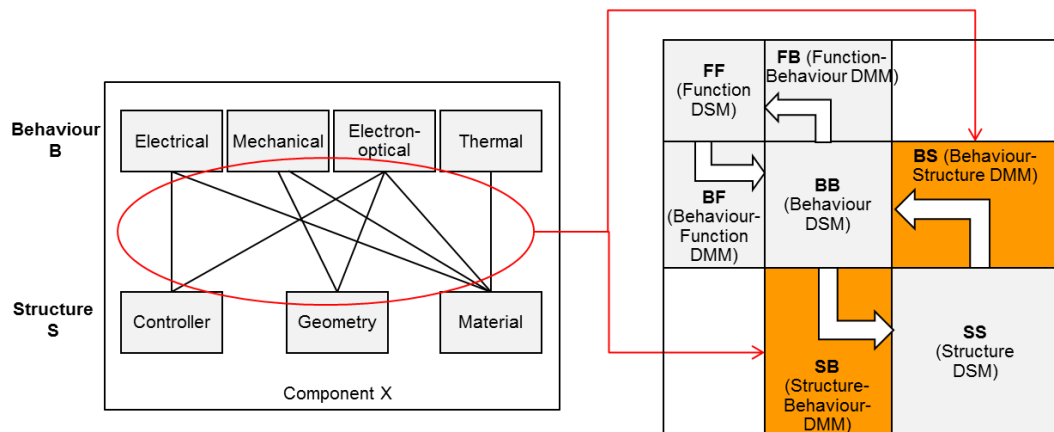 Behaviour
B
Electrical
Mechanical
Electron-
optical
Thermal
Structure
S
Controller
Geometry
Material
Component X
FF
(Function
DSM)
FB (Function-
Behaviour DMM)
BF
(Behaviour-
Function
DMM)
BB
(Behaviour
DSM)
BS (Behaviour-
Structure DMM)
SB
(Structure-
Behaviour-
DMM)
SS
(Structure
DSM)